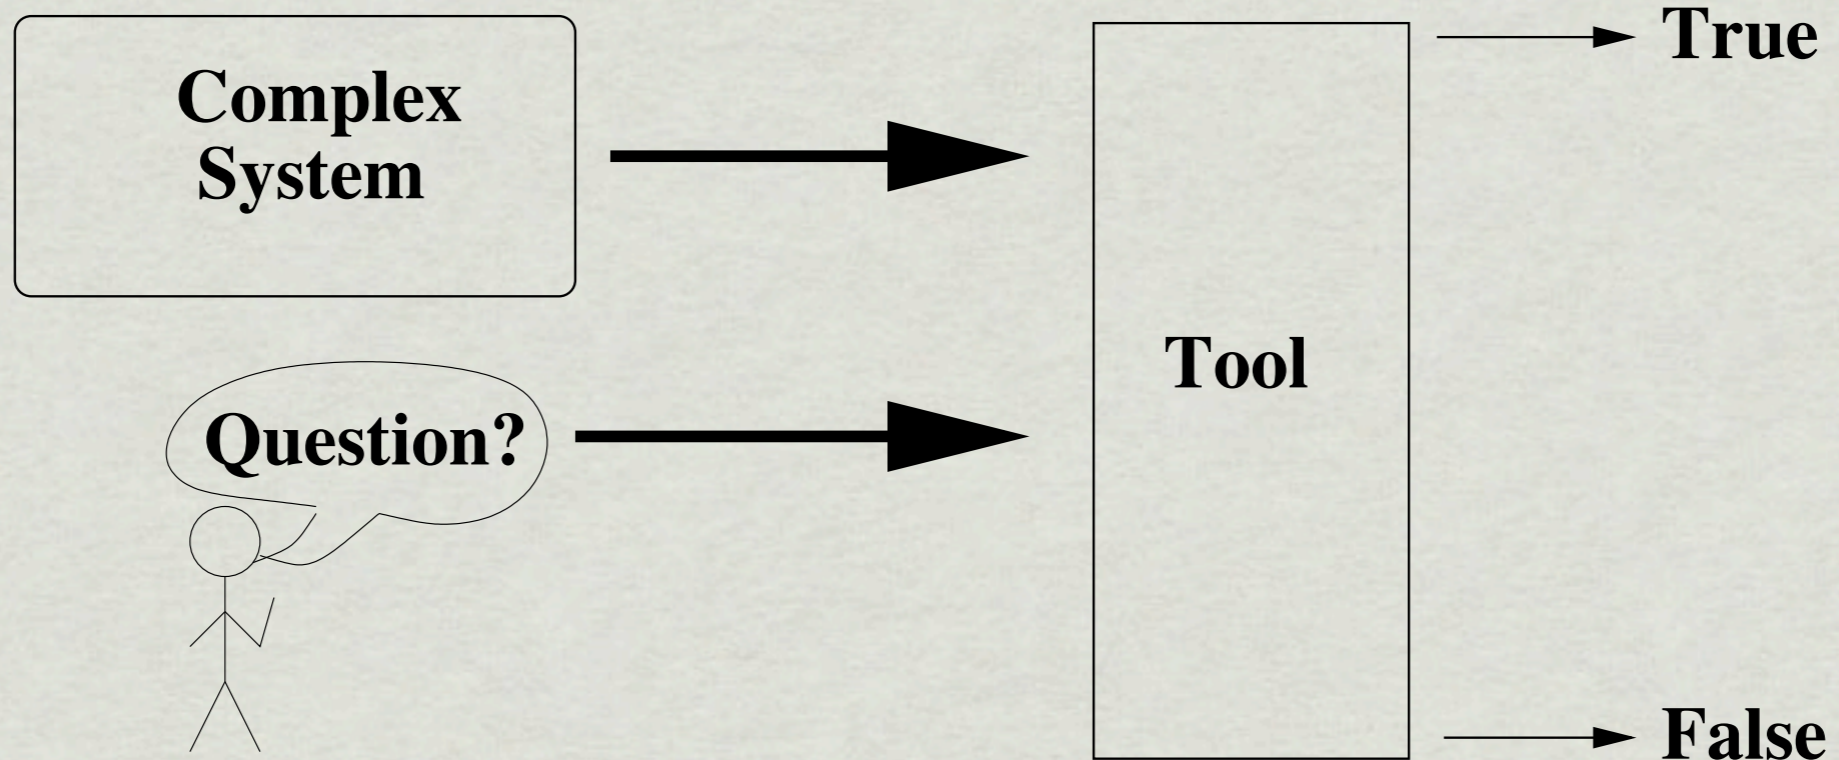 Complex
System
Question?
Tool
True
False